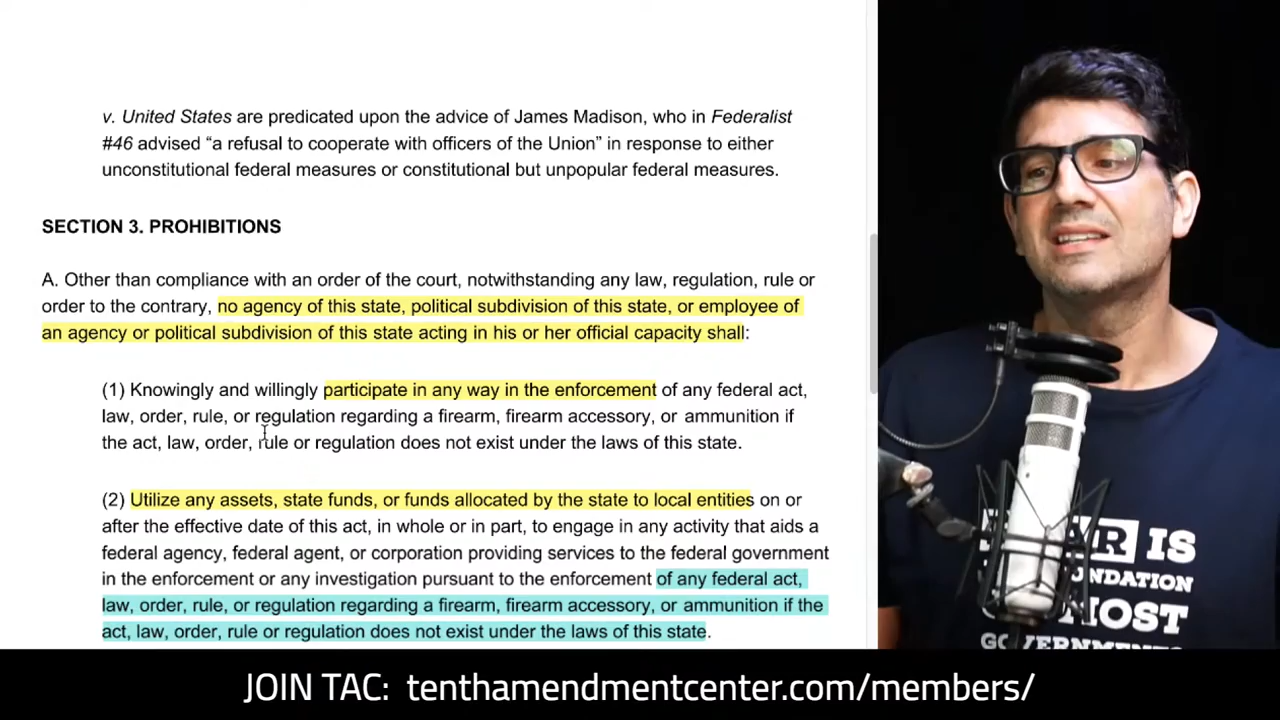 v. United States are predicated upon the advice of James Madison, who in Federalist
#46 advised “a refusal to cooperate with officers of the Union” in response to either
unconstitutional federal measures or constitutional but unpopular federal measures.
SECTION 3. PROHIBITIONS
A. Other than compliance with an order of the court, notwithstanding any law, regulation, rule or
order to the contrary, no agency of this state, political subdivision of this state, or employee of
an agency or political subdivision of this state acting in his or her official capacity shall:
(1) Knowingly and willingly participate in any way in the enforcement of any federal act,
law, order, rule, or regulation regarding a firearm, firearm accessory, or ammunition if
the act, law, order, rule or regulation does not exist under the laws of this state.
(2) Utilize any assets, state funds, or funds allocated by the state to local entities on or
after the effective date of this act, in whole or in part, to engage in any activity that aids a
federal agency, federal agent, or corporation providing services to the federal government
in the enforcement or any investigation pursuant to the enforcement of any federal act,
law, order, rule, or regulation regarding a firearm, firearm accessory, or ammunition if the
act, law, order, rule or regulation does not exist under the laws of this state.
IS
MOST
JOIN TAC: tenthamendmentcenter.com/members/